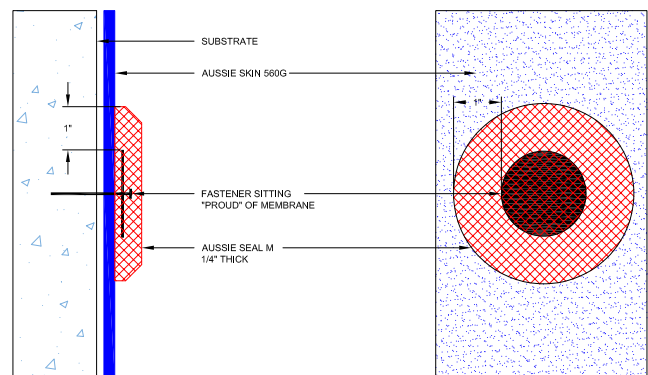 SUBSTRATE
AUSSIE SKIN 560G
1"
1"
FASTENER SITTING
"PROUD" OF MEMBRANE
AUSSIE SEAL M
1/4" THICK